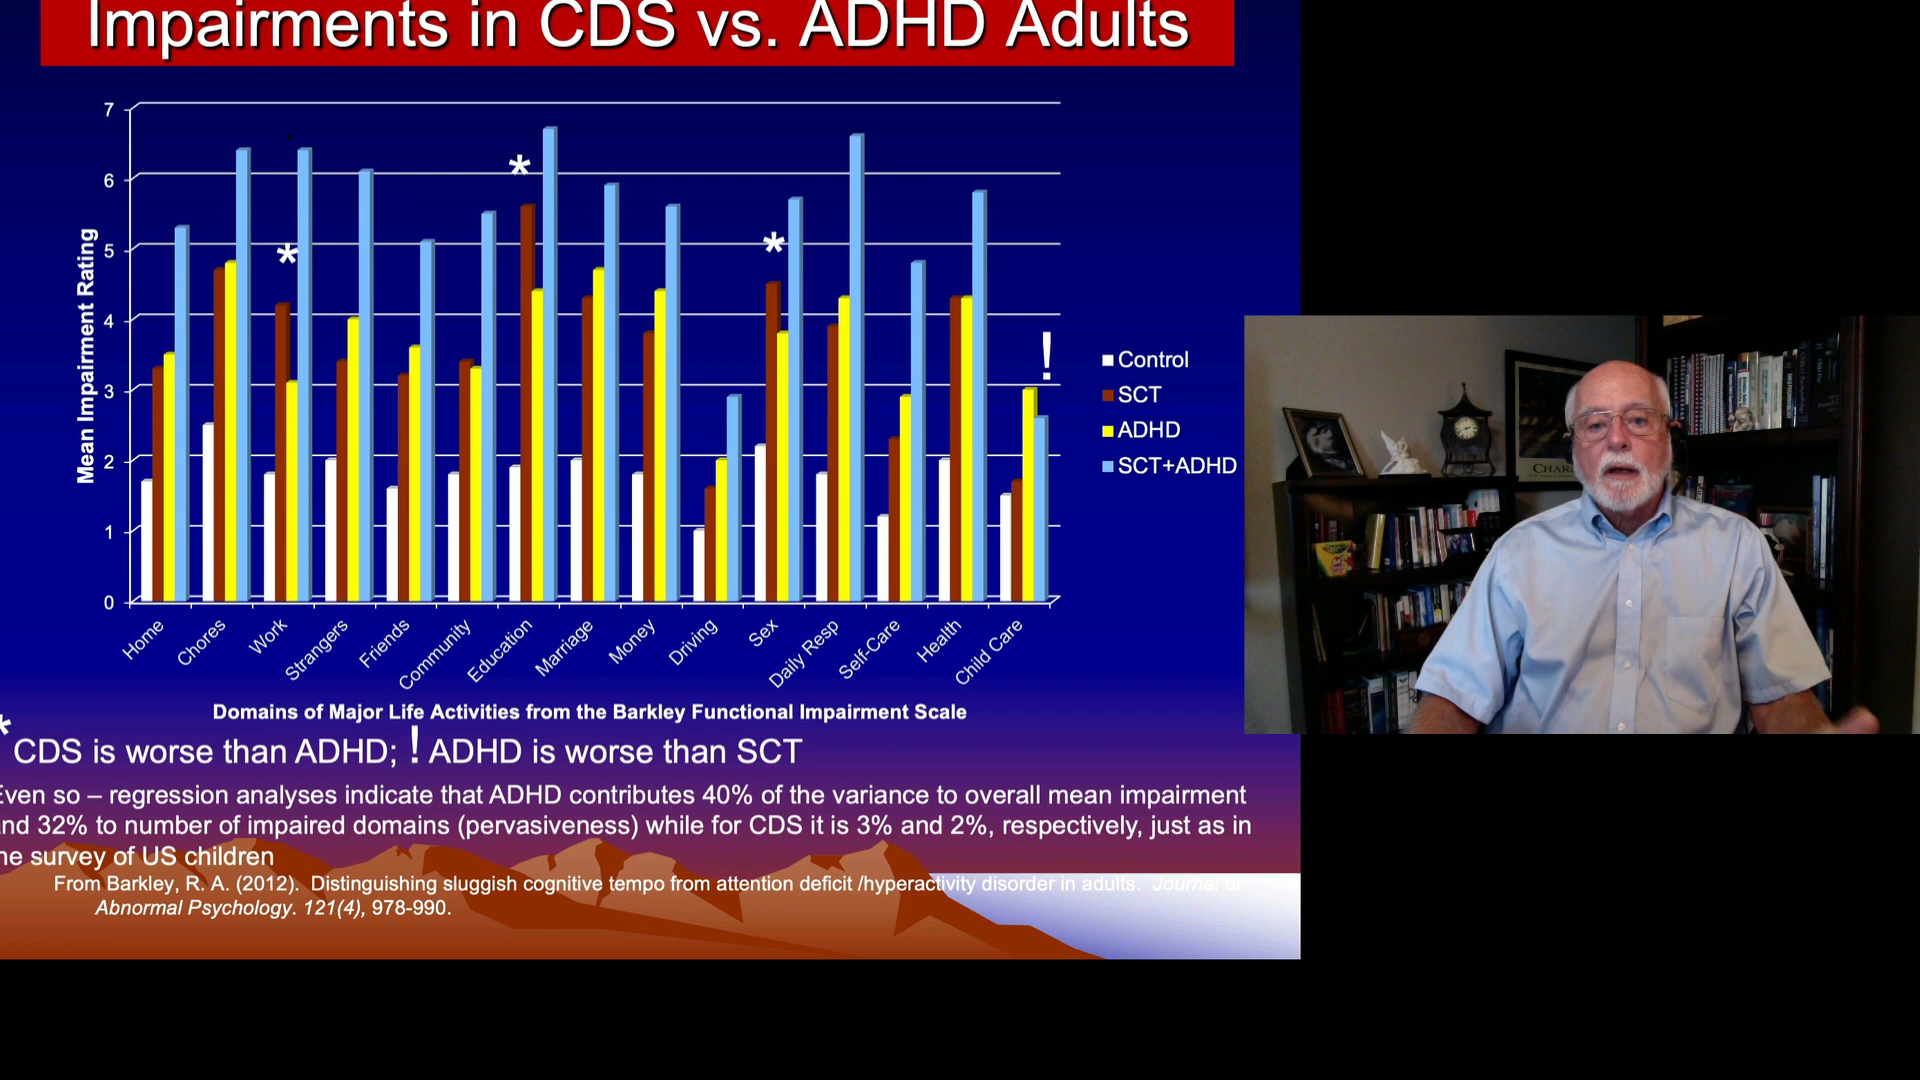 Impairments in CDS vs. ADHD Adults
7
6
5
4
3
2
1
0
Mean Impairment Rating
*
*
*
!
Control
SCT
ADHD
SCT+ADHD
Home
Chores
Work
Strangers
Friends
Community
Education
Marriage
Money
Driving
Sex
Daily Resp
Self-Care
Health
Child Care
Domains of Major Life Activities from the Barkley Functional Impairment Scale
* CDS is worse than ADHD; ! ADHD is worse than SCT
Even so – regression analyses indicate that ADHD contributes 40% of the variance to overall mean impairment
nd 32% to number of impaired domains (pervasiveness) while for CDS it is 3% and 2%, respectively, just as in
he survey of US children
From Barkley, R. A. (2012). Distinguishing sluggish cognitive tempo from attention deficit /hyperactivity disorder in adults. Journal of
Abnormal Psychology. 121(4), 978-990.
CHAR